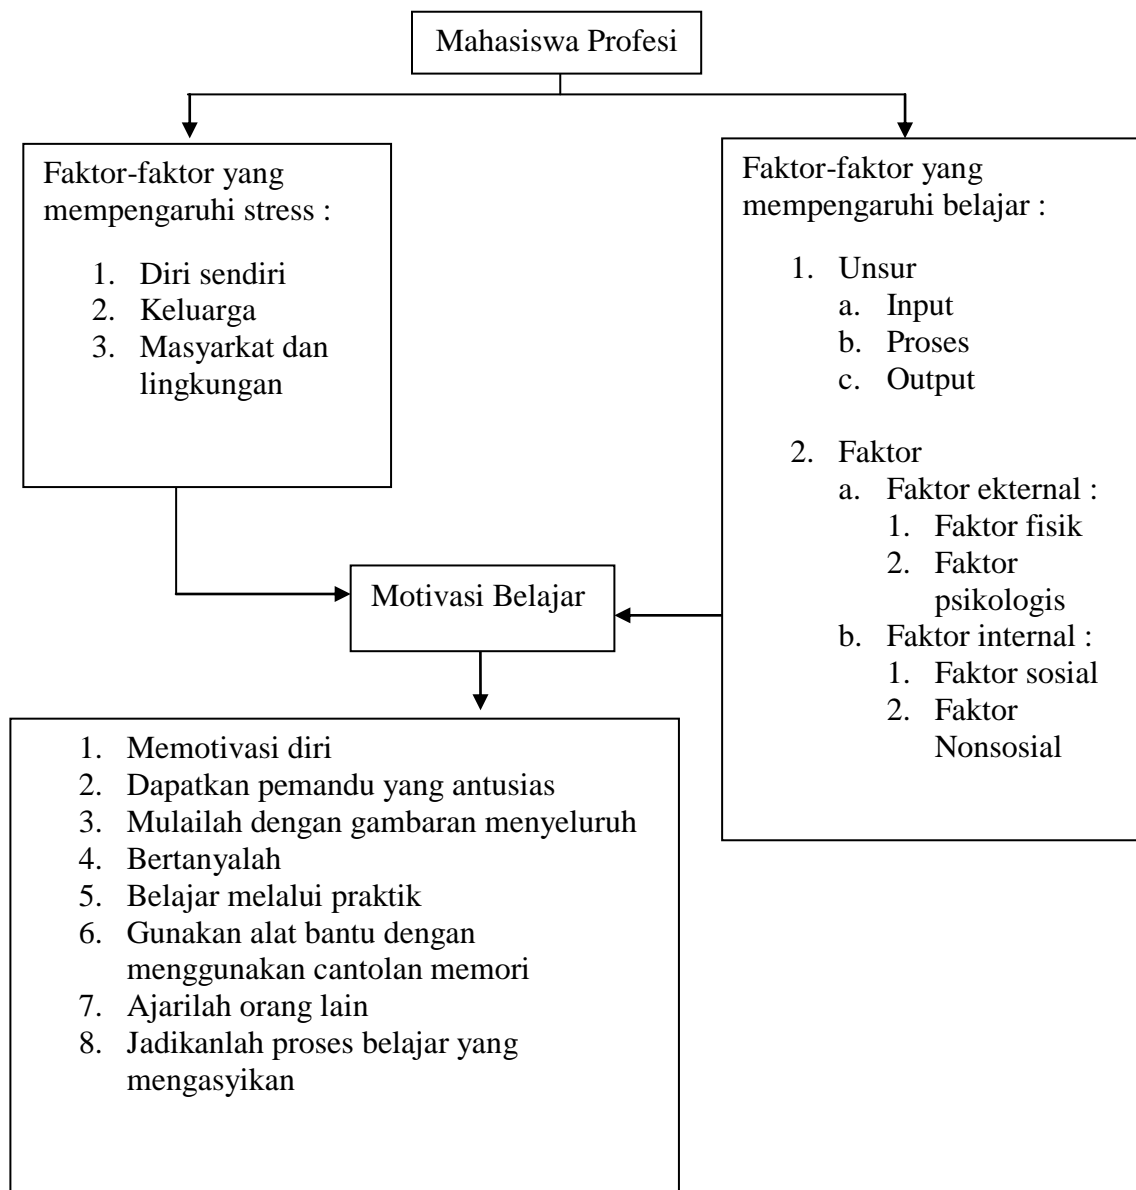 Mahasiswa Profesi
Faktor-faktor yang
mempengaruhi stress :
1. Diri sendiri
2. Keluarga
3. Masyarkat dan
lingkungan
Faktor-faktor yang
mempengaruhi belajar :
1. Unsur
a. Input
b. Proses
c. Output
2. Faktor
a. Faktor ekternal :
1. Faktor fisik
2. Faktor
psikologis
b. Faktor internal :
1. Faktor sosial
2. Faktor
Nonsosial
Motivasi Belajar
1. Memotivasi diri
2. Dapatkan pemandu yang antusias
3. Mulailah dengan gambaran menyeluruh
4. Bertanyalah
5. Belajar melalui praktik
6. Gunakan alat bantu dengan
menggunakan cantolan memori
7. Ajarilah orang lain
8. Jadikanlah proses belajar yang
mengasyikan